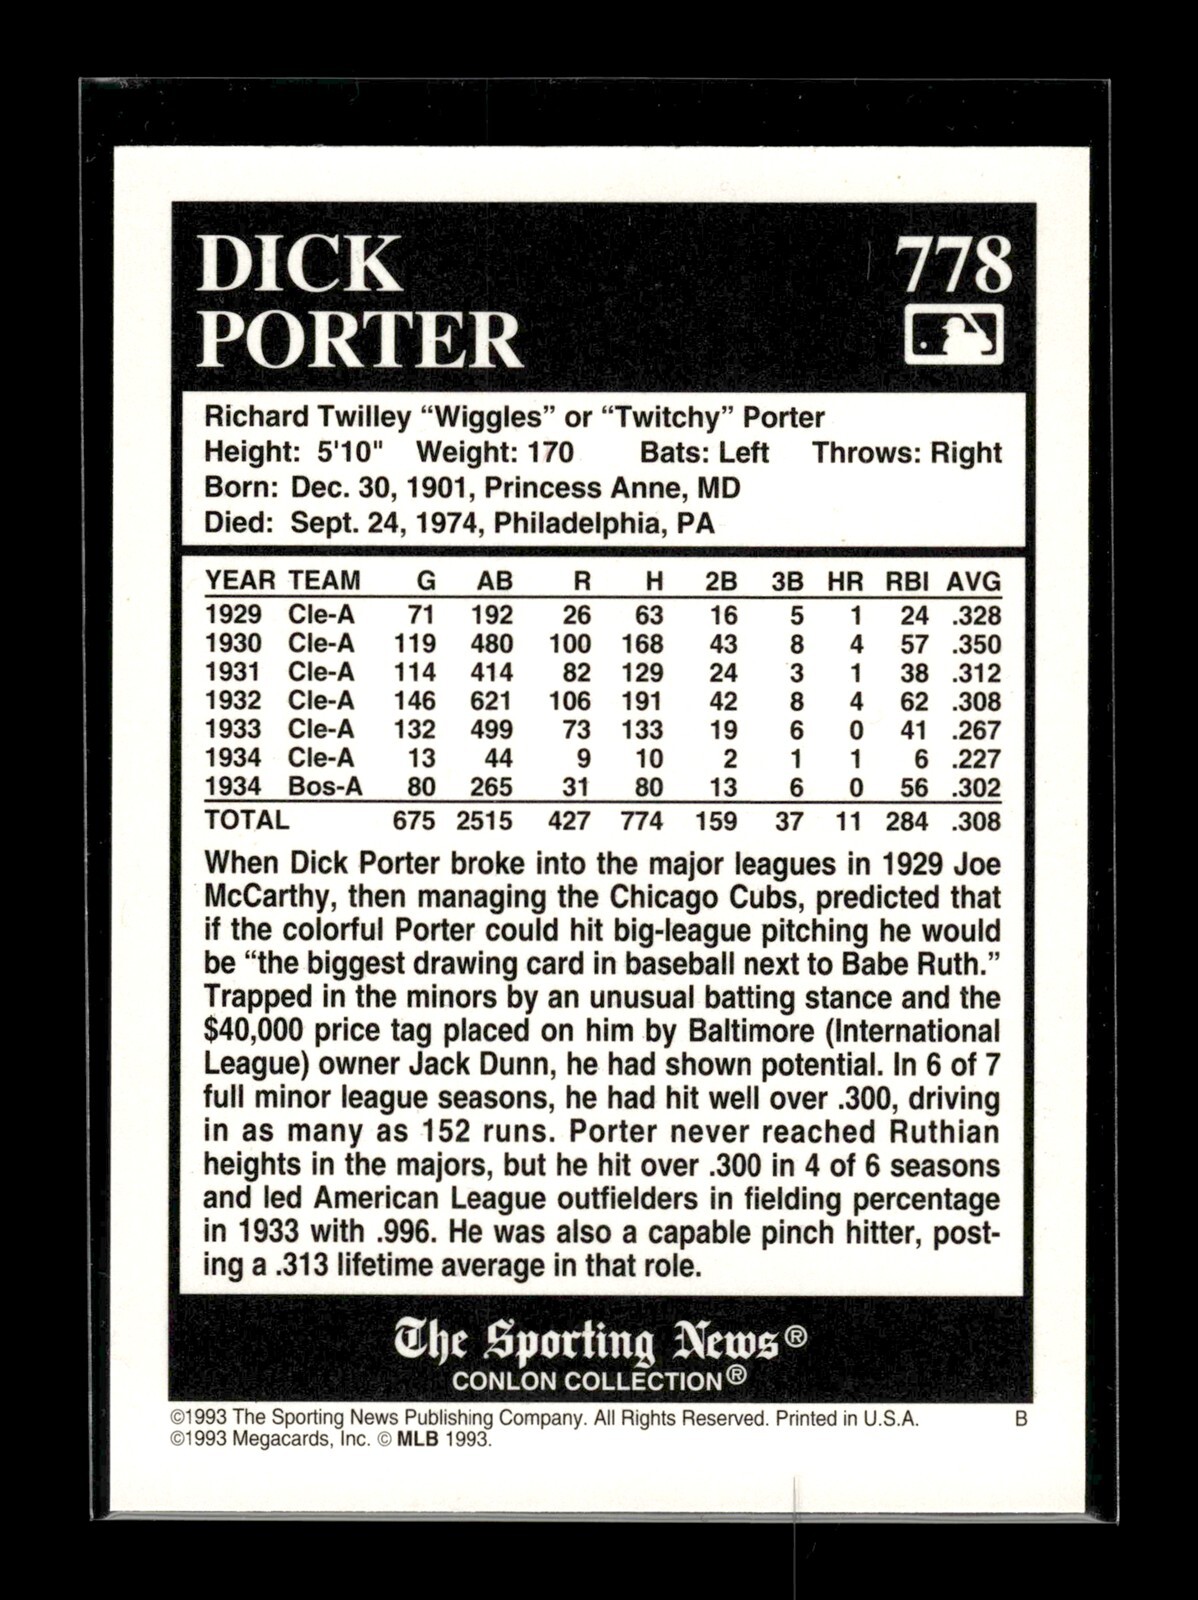 DICK
PORTER
778
Richard Twilley “Wiggles” or “Twitchy” Porter
Height: 5'10" Weight: 170 Bats: Left Throws: Right
Born: Dec. 30, 1901, Princess Anne, MD
Died: Sept. 24, 1974, Philadelphia, PA
YEAR TEAM G AB R H 2B 3B HR RBI AVG
1929 Cle-A 71 192 26 63 16 5 1 24 .328
1930 Cle-A 119 480 100 168 43 8 4 57 .350
1931 Cle-A 114 414 82 129 24 3 1 38 .312
1932 Cle-A 146 621 106 191 42 8 4 62 .308
1933 Cle-A 132 499 73 133 19 6 0 41 .267
1934 Cle-A 13 44 9 10 2 1 1 6 .227
1934 Bos-A 80 265 31 80 13 6 0 56 .302
TOTAL 675 2515 427 774 159 37 11 284 .308
When Dick Porter broke into the major leagues in 1929 Joe
McCarthy, then managing the Chicago Cubs, predicted that
if the colorful Porter could hit big-league pitching he would
be “the biggest drawing card in baseball next to Babe Ruth.”
Trapped in the minors by an unusual batting stance and the
$40,000 price tag placed on him by Baltimore (International
League) owner Jack Dunn, he had shown potential. In 6 of 7
full minor league seasons, he had hit well over .300, driving
in as many as 152 runs. Porter never reached Ruthian
heights in the majors, but he hit over .300 in 4 of 6 seasons
and led American League outfielders in fielding percentage
in 1933 with .996. He was also a capable pinch hitter, post-
ing a .313 lifetime average in that role.
The Sporting News®
CONLON COLLECTION®
©1993 The Sporting News Publishing Company. All Rights Reserved. Printed in U.S.A. B
©1993 Megacards, Inc. © MLB 1993.